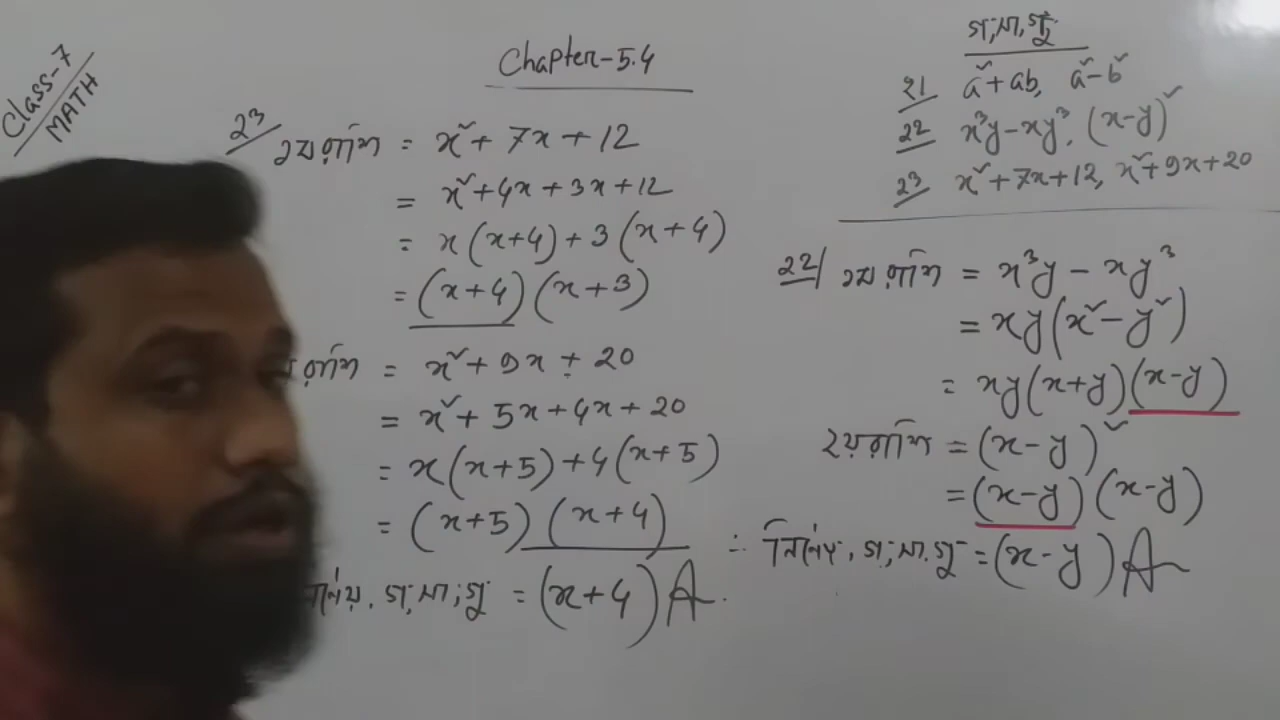 Class-7
MATH
Chapter-5.4
২৩
১ম রাশি = x² + 7x + 12
= x² + 4x + 3x + 12
= x(x+4) + 3(x+4)
= (x+4)(x+3)
রাশি = x² + 9x + 20
= x² + 5x + 4x + 20
= x(x+5) + 4(x+5)
= (x+5)(x+4)
গ.সা.গু = (x+4) A.
গ.সা.গু
২১ a² + ab, a² - b²
২২ x³y - xy³, (x-y)²
২৩ x² + 7x + 12, x² + 9x + 20
২২| ১ম রাশি = x³y - xy³
= xy(x² - y²)
= xy(x+y)(x-y)
২য় রাশি = (x-y)²
= (x-y)(x-y)
∴ নির্ণেয়. গ.সা.গু = (x-y) A